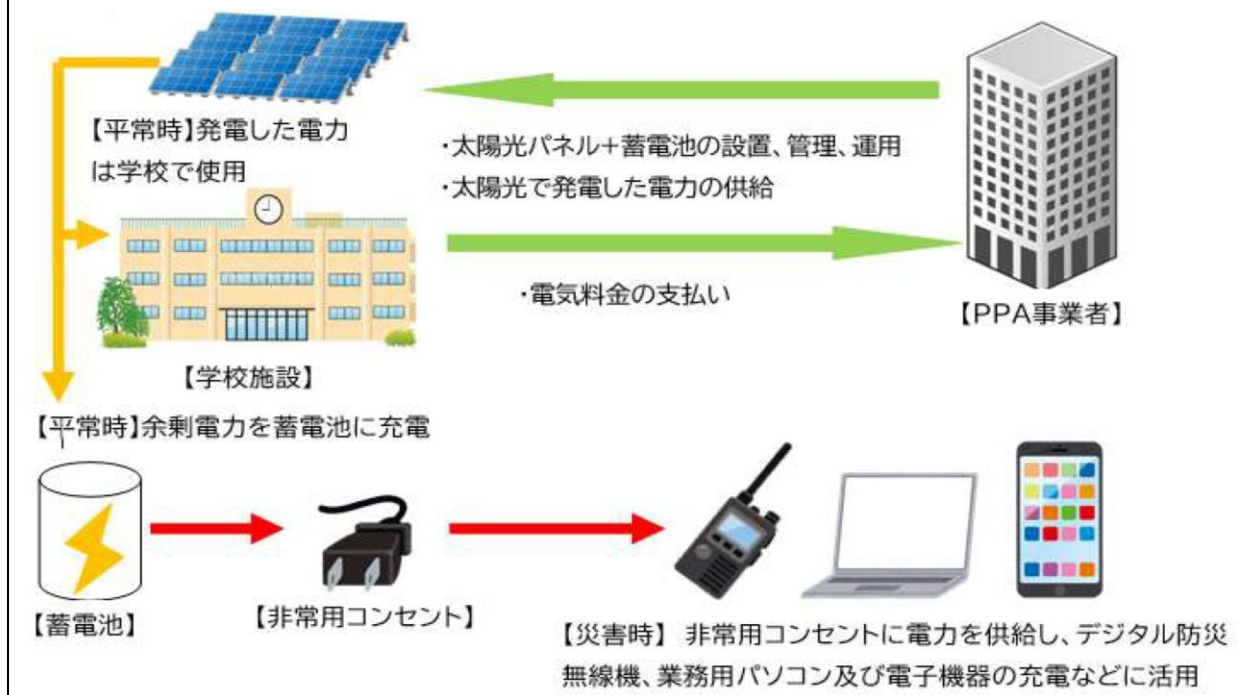 【平常時】発電した電力
は学校で使用
・太陽光パネル+蓄電池の設置、管理、運用
・太陽光で発電した電力の供給
・電気料金の支払い
【PPA事業者】
【学校施設】
【平常時】余剰電力を蓄電池に充電
【蓄電池】
【非常用コンセント】
【災害時】 非常用コンセントに電力を供給し、デジタル防災
無線機、業務用パソコン及び電子機器の充電などに活用